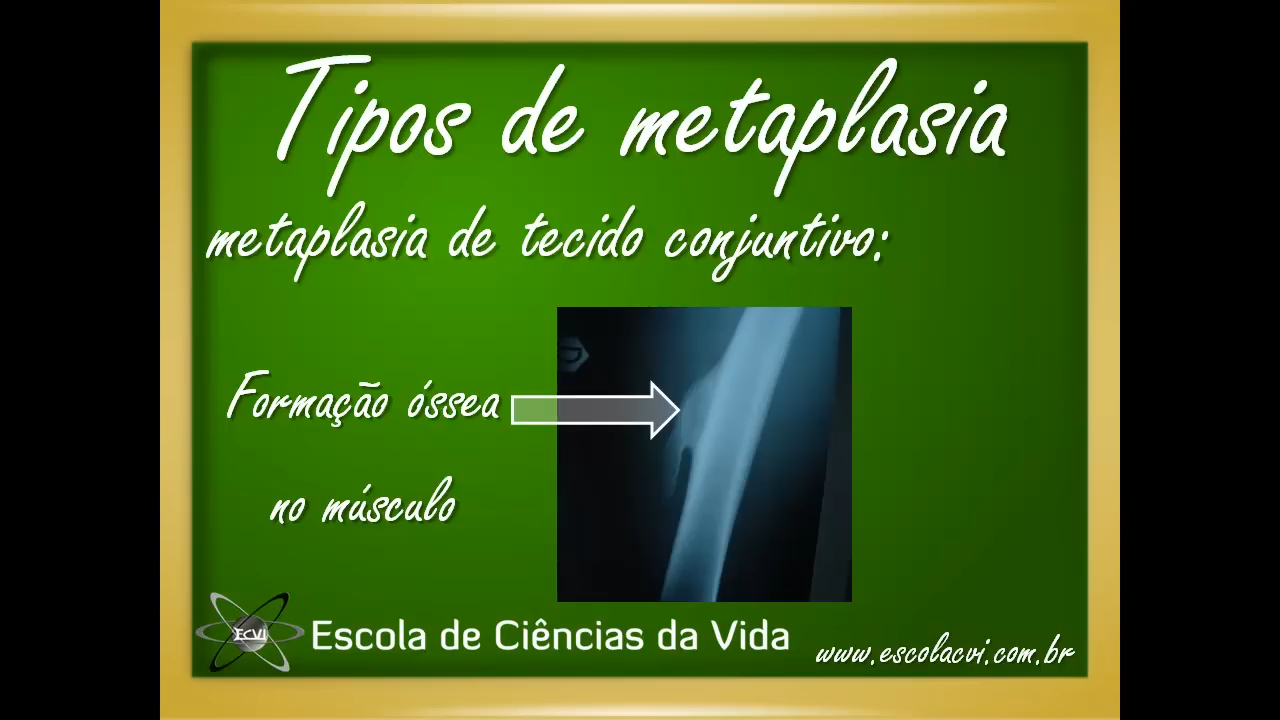 Tipos de metaplasia
metaplasia de tecido conjuntivo:
Formação óssea
no músculo
D
ECVI Escola de Ciências da Vida
www.escolacvi.com.br